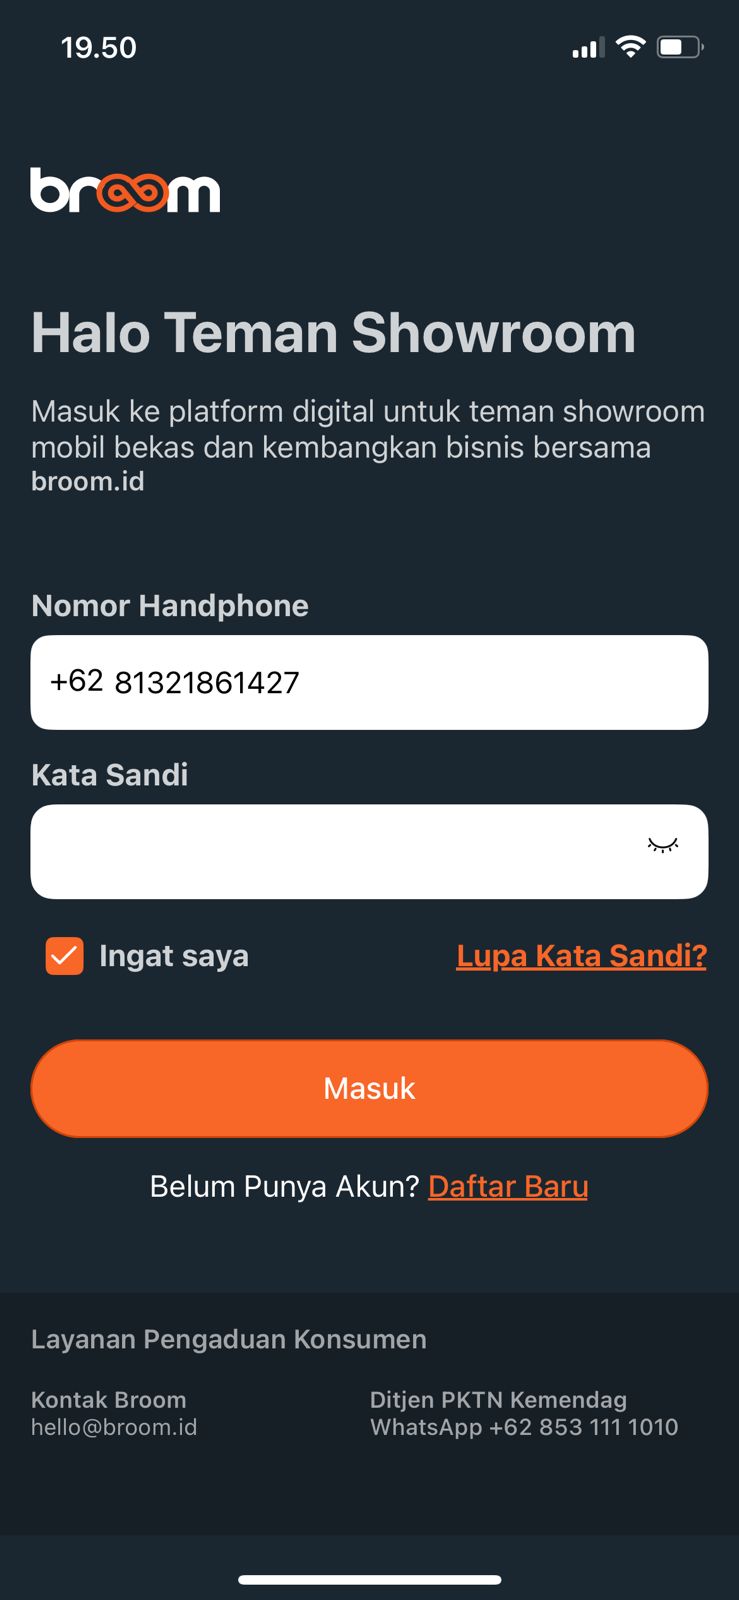 19.50
broom
Halo Teman Showroom
Masuk ke platform digital untuk teman showroom
mobil bekas dan kembangkan bisnis bersama
broom.id
Nomor Handphone
+62 81321861427
Kata Sandi
Ingat saya
Lupa Kata Sandi?
Masuk
Belum Punya Akun? Daftar Baru
Layanan Pengaduan Konsumen
Kontak Broom
hello@broom.id
Ditjen PKTN Kemendag
WhatsApp +62 853 111 1010